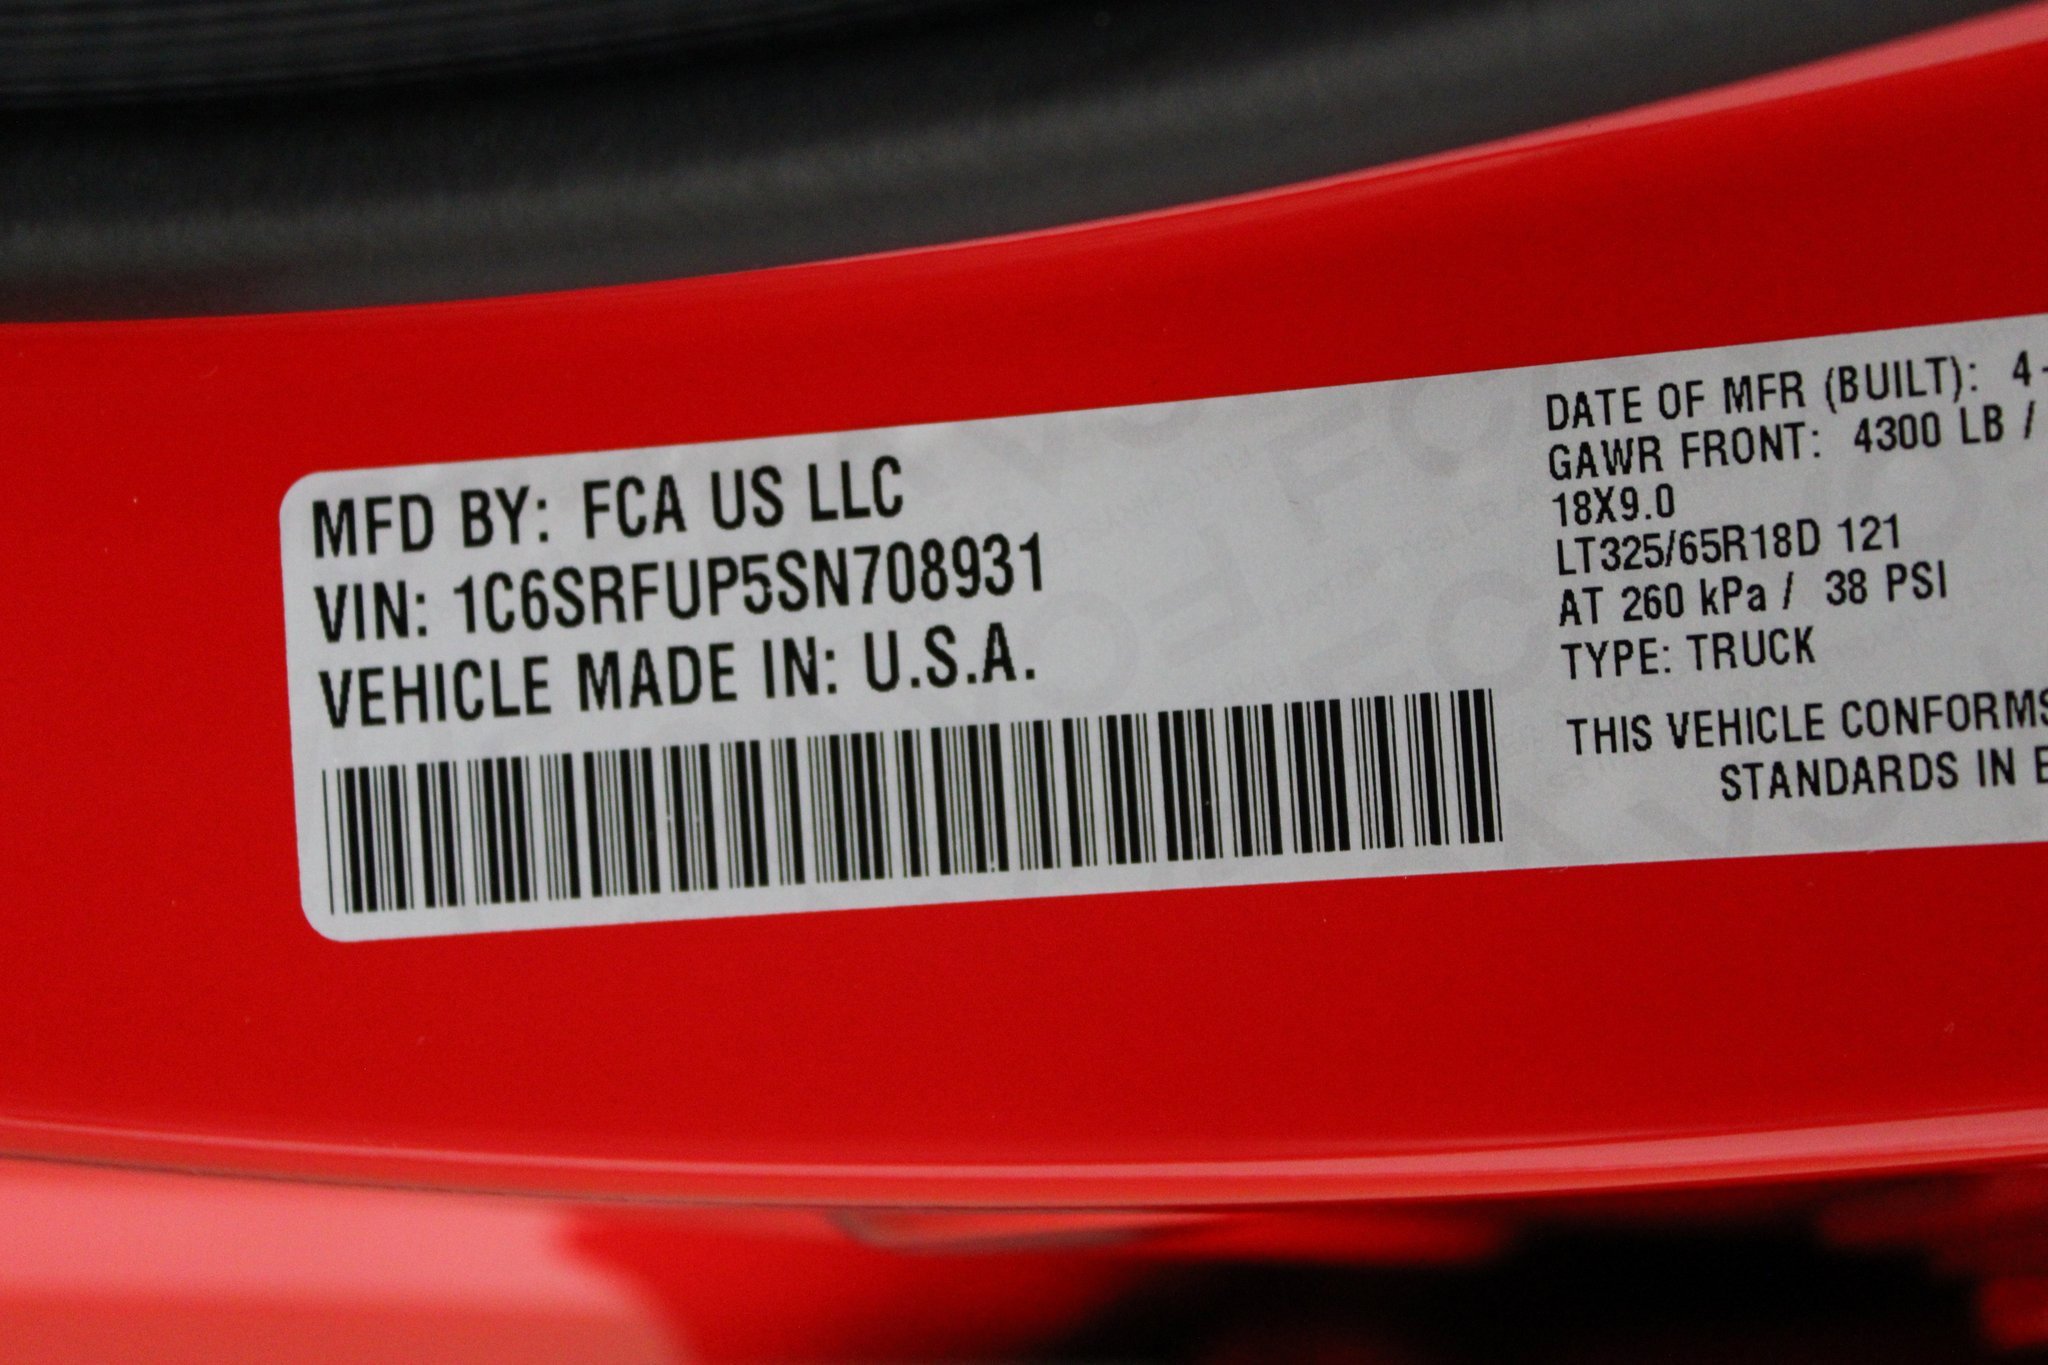 MFD BY: FCA US LLC
VIN: 1C6SRFUP5SN708931
VEHICLE MADE IN: U.S.A.
DATE OF MFR (BUILT): 4-
GAWR FRONT: 4300 LB /
18X9.0
LT325/65R18D 121
AT 260 kPa / 38 PSI
TYPE: TRUCK
THIS VEHICLE CONFORMS
STANDARDS IN